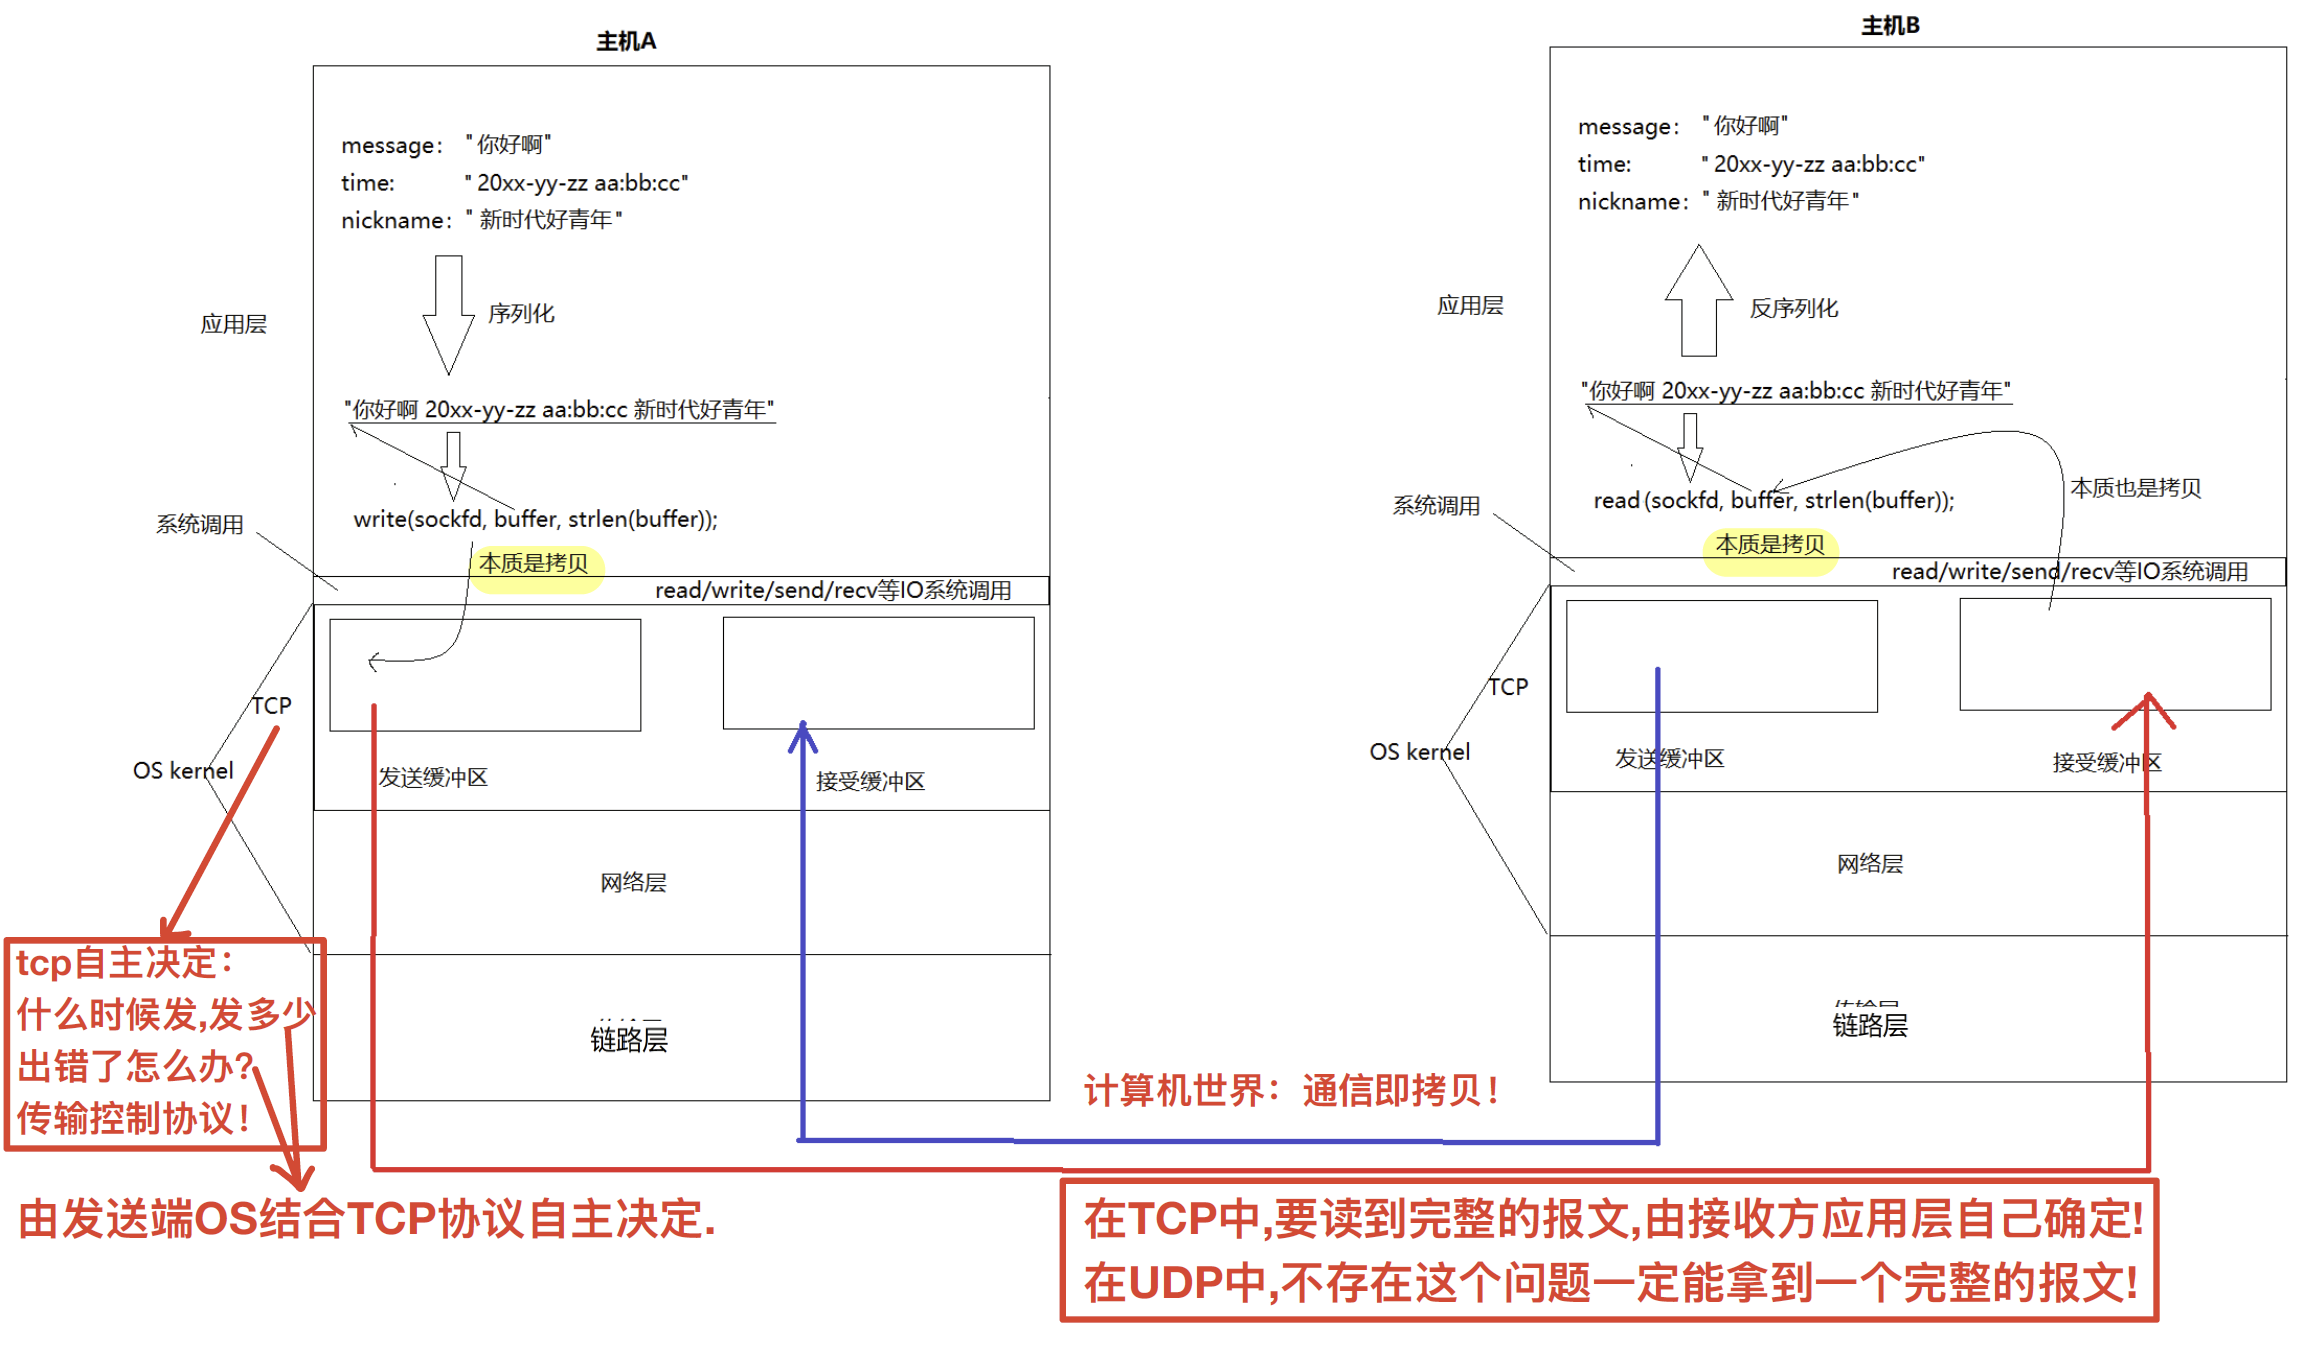 主机A
message: "你好啊"
time: "20xx-yy-zz aa:bb:cc"
nickname: "新时代好青年"
应用层
序列化
"你好啊 20xx-yy-zz aa:bb:cc 新时代好青年"
write(sockfd, buffer, strlen(buffer));
系统调用
本质是拷贝
read/write/send/recv等IO系统调用
TCP
OS kernel
发送缓冲区
接受缓冲区
网络层
链路层
tcp自主决定：
什么时候发,发多少
出错了怎么办?
传输控制协议！
由发送端OS结合TCP协议自主决定.
主机B
message: "你好啊"
time: "20xx-yy-zz aa:bb:cc"
nickname: "新时代好青年"
应用层
反序列化
"你好啊 20xx-yy-zz aa:bb:cc 新时代好青年"
本质也是拷贝
read (sockfd, buffer, strlen(buffer));
系统调用
本质是拷贝
read/write/send/recv等IO系统调用
TCP
OS kernel
发送缓冲区
接受缓冲区
网络层
链路层
计算机世界：通信即拷贝！
在TCP中,要读到完整的报文,由接收方应用层自己确定!
在UDP中,不存在这个问题一定能拿到一个完整的报文!